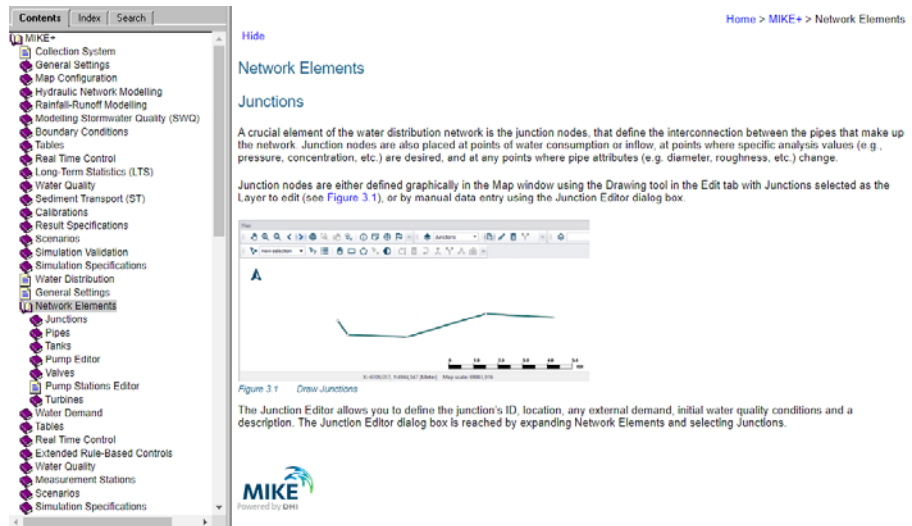 Contents Index Search
MIKE+
Collection System
General Settings
Map Configuration
Hydraulic Network Modelling
Rainfall-Runoff Modelling
Modelling Stormwater Quality (SWQ)
Boundary Conditions
Tables
Real Time Control
Long-Term Statistics (LTS)
Water Quality
Sediment Transport (ST)
Calibrations
Result Specifications
Scenarios
Simulation Validation
Simulation Specifications
Water Distribution
General Settings
Network Elements
Junctions
Pipes
Tanks
Pump Editor
Valves
Pump Stations Editor
Turbines
Water Demand
Tables
Real Time Control
Extended Rule-Based Controls
Water Quality
Measurement Stations
Scenarios
Simulation Specifications
Home > MIKE+ > Network Elements
Hide
Network Elements
Junctions
A crucial element of the water distribution network is the junction nodes, that define the interconnection between the pipes that make up
the network. Junction nodes are also placed at points of water consumption or inflow, at points where specific analysis values (e.g.,
pressure, concentration, etc.) are desired, and at any points where pipe attributes (e.g. diameter, roughness, etc.) change.
Junction nodes are either defined graphically in the Map window using the Drawing tool in the Edit tab with Junctions selected as the
Layer to edit (see Figure 3.1), or by manual data entry using the Junction Editor dialog box.
Map
Junctions
New selection
Figure 3.1 Draw Junctions
The Junction Editor allows you to define the junction's ID, location, any external demand, initial water quality conditions and a
description. The Junction Editor dialog box is reached by expanding Network Elements and selecting Junctions.
MIKE
Powered by DHI